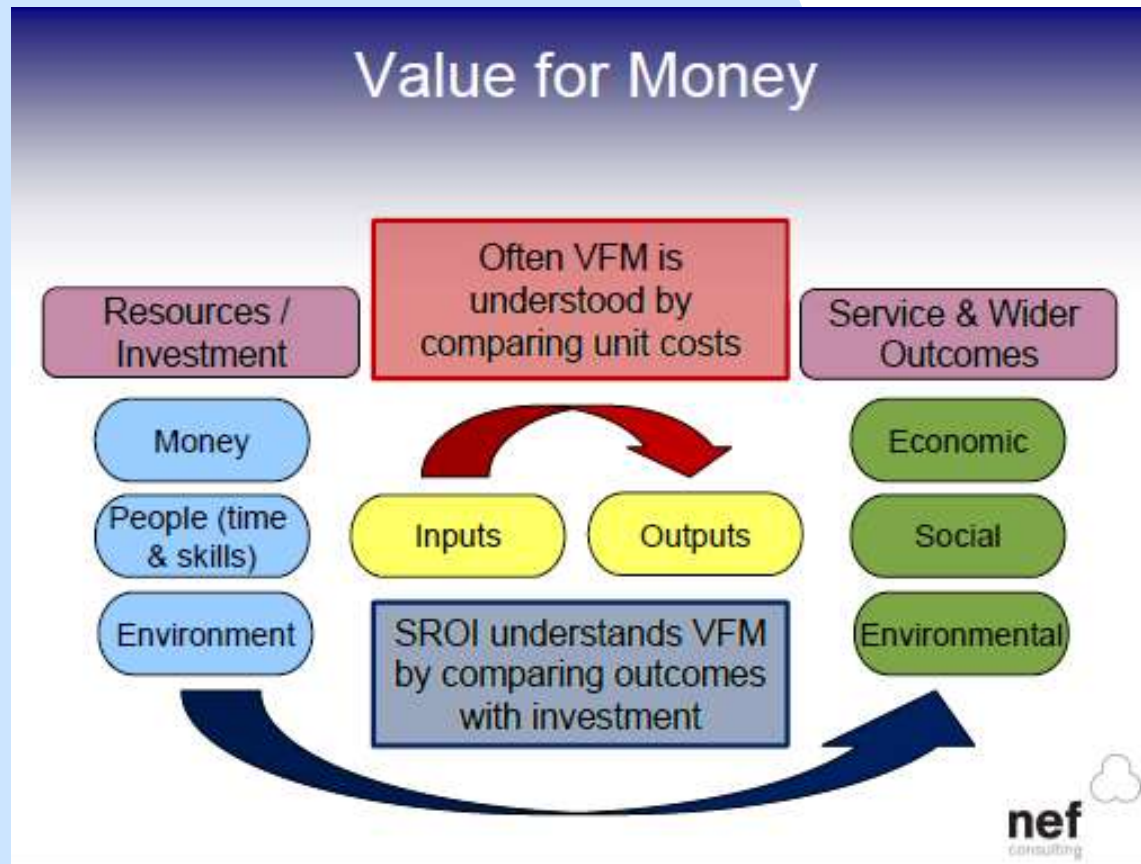 Value for Money
Often VFM is
understood by
comparing unit costs
Resources /
Investment
Service & Wider
Outcomes
Money
People (time
& skills)
Environment
Inputs
Outputs
Economic
Social
Environmental
SROI understands VFM
by comparing outcomes
with investment
nef
consulting